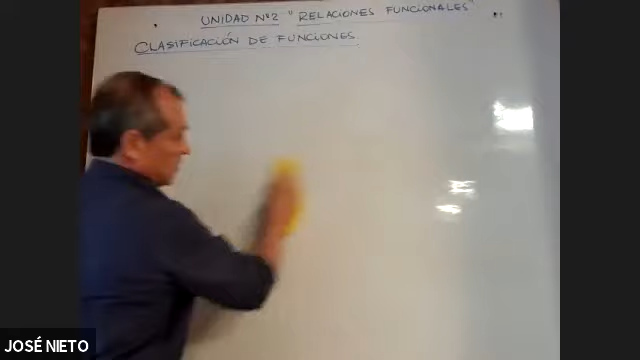 UNIDAD Nº2 "RELACIONES FUNCIONALES"
CLASIFICACIÓN DE FUNCIONES
JOSÉ NIETO